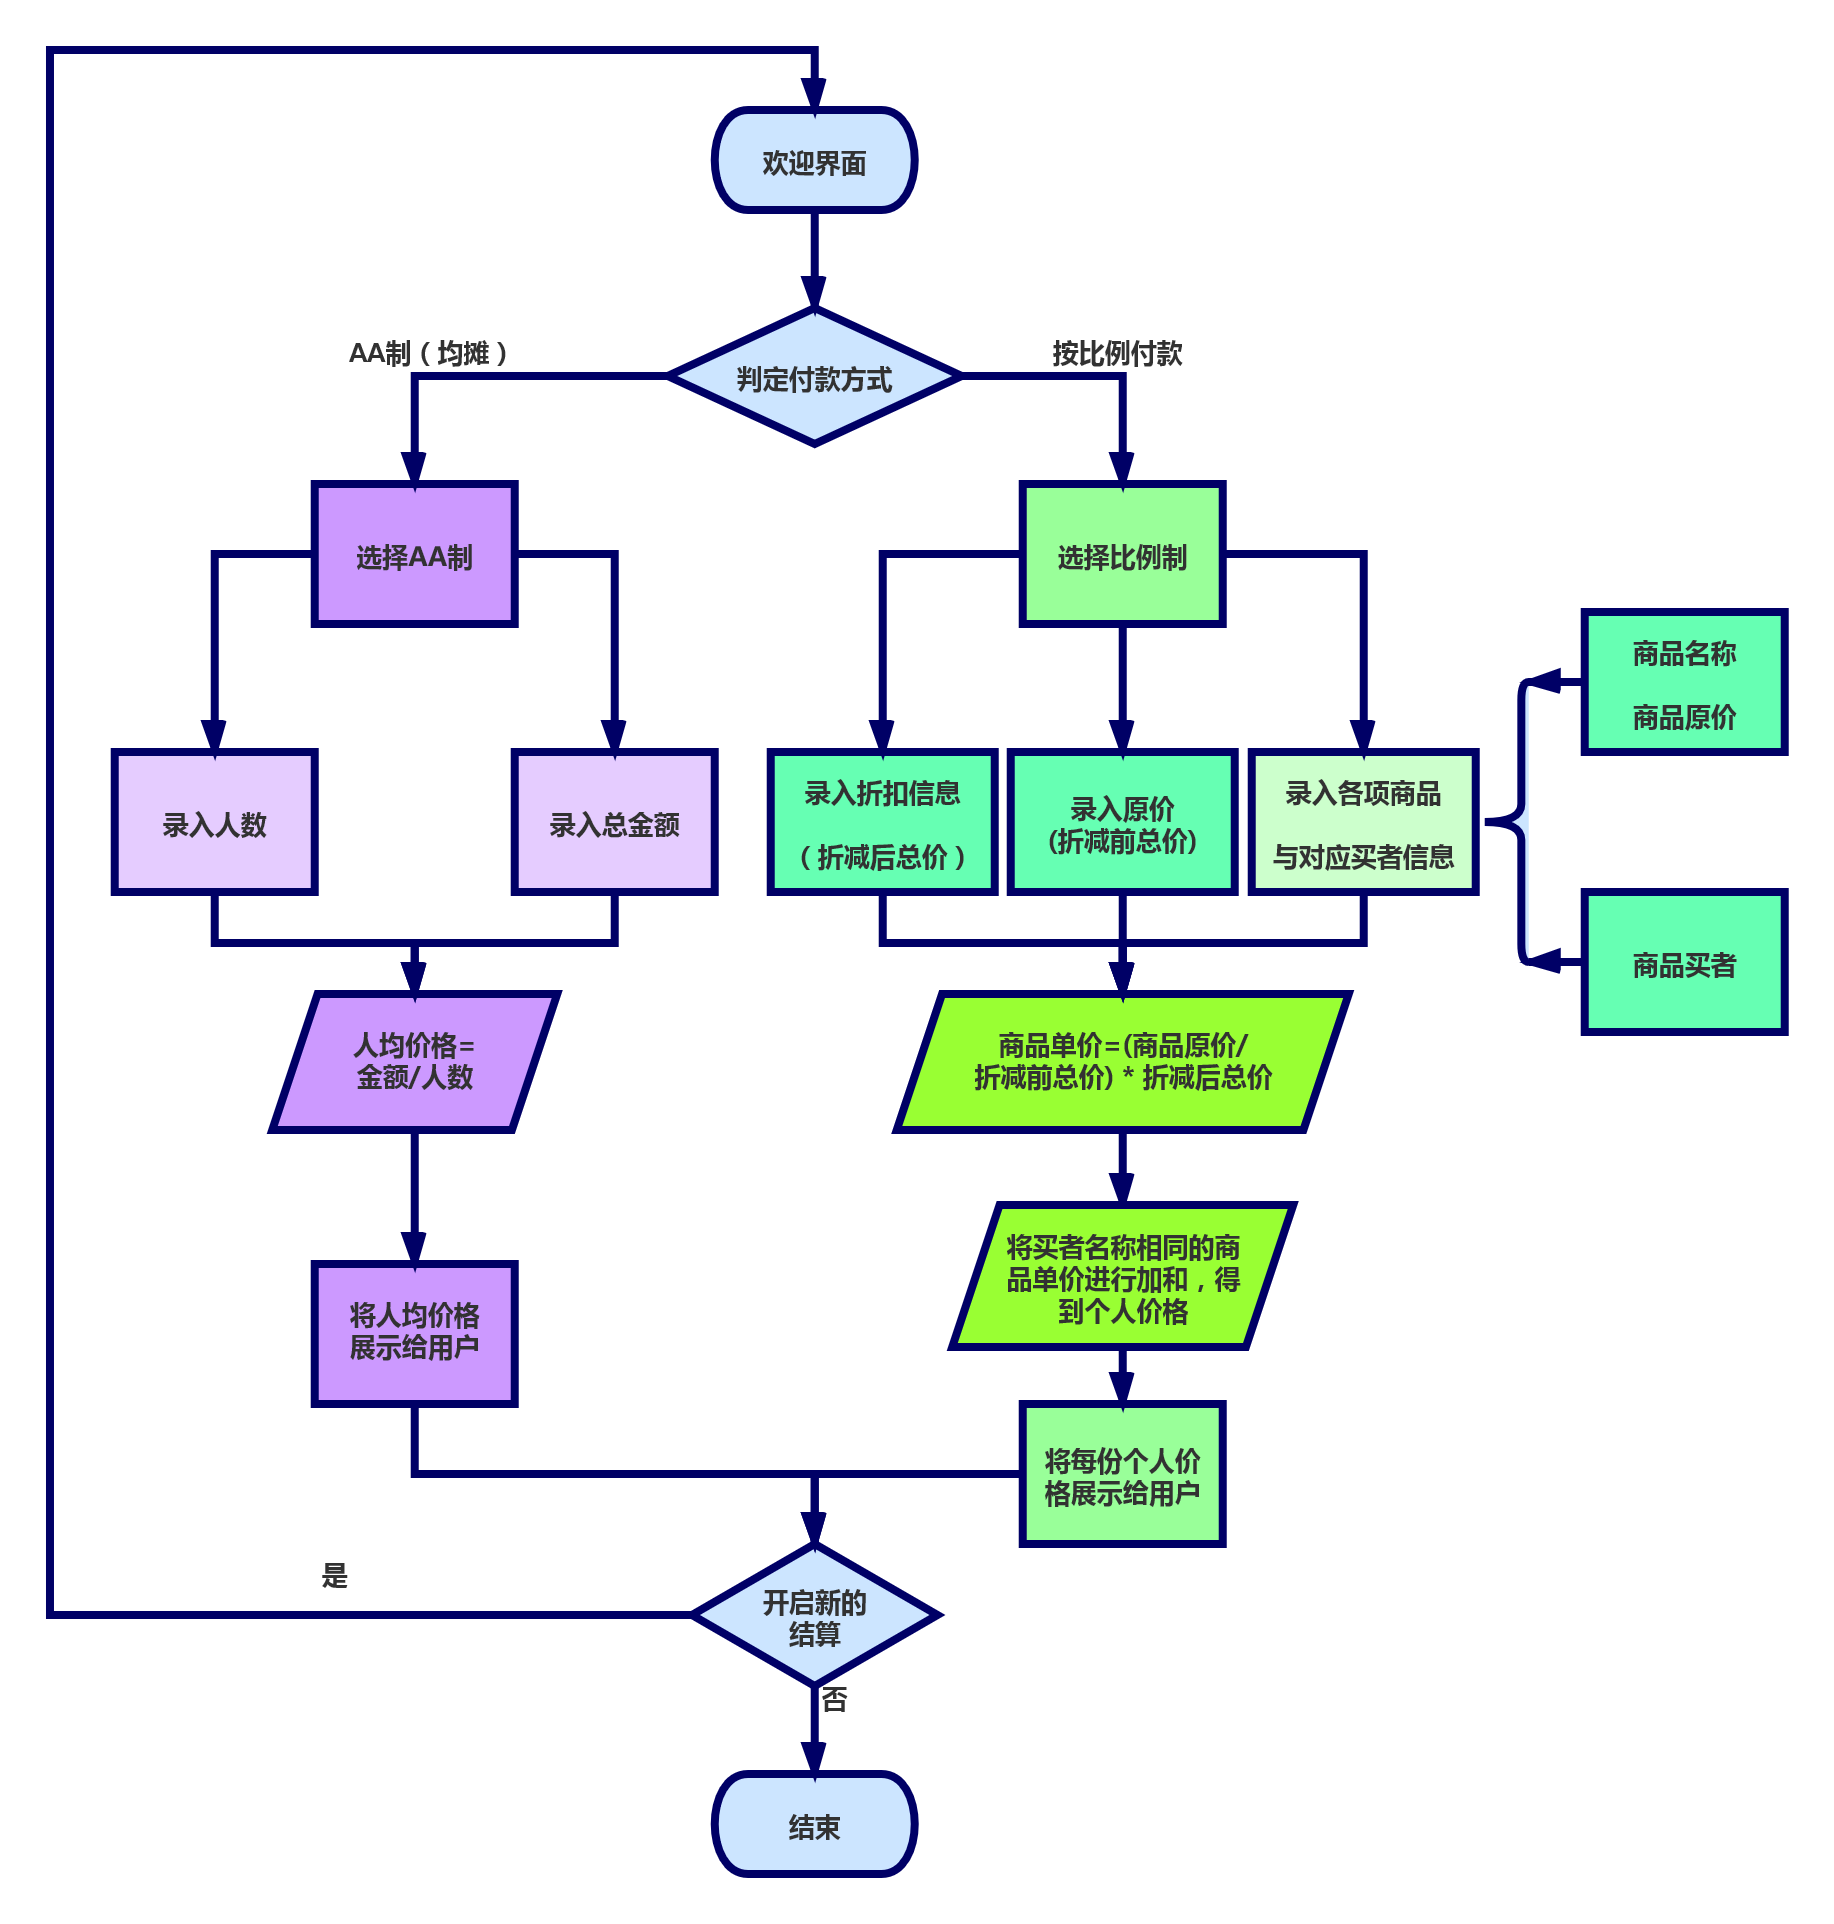 欢迎界面
AA制（均摊）
按比例付款
判定付款方式
选择AA制
选择比例制
商品名称
商品原价
录入人数
录入总金额
录入折扣信息
（折减后总价）
录入原价
(折减前总价)
录入各项商品
与对应买者信息
商品买者
人均价格=
金额/人数
商品单价=(商品原价/
折减前总价) * 折减后总价
将买者名称相同的商
品单价进行加和，得
到个人价格
将人均价格
展示给用户
将每份个人价
格展示给用户
是
开启新的
结算
否
结束